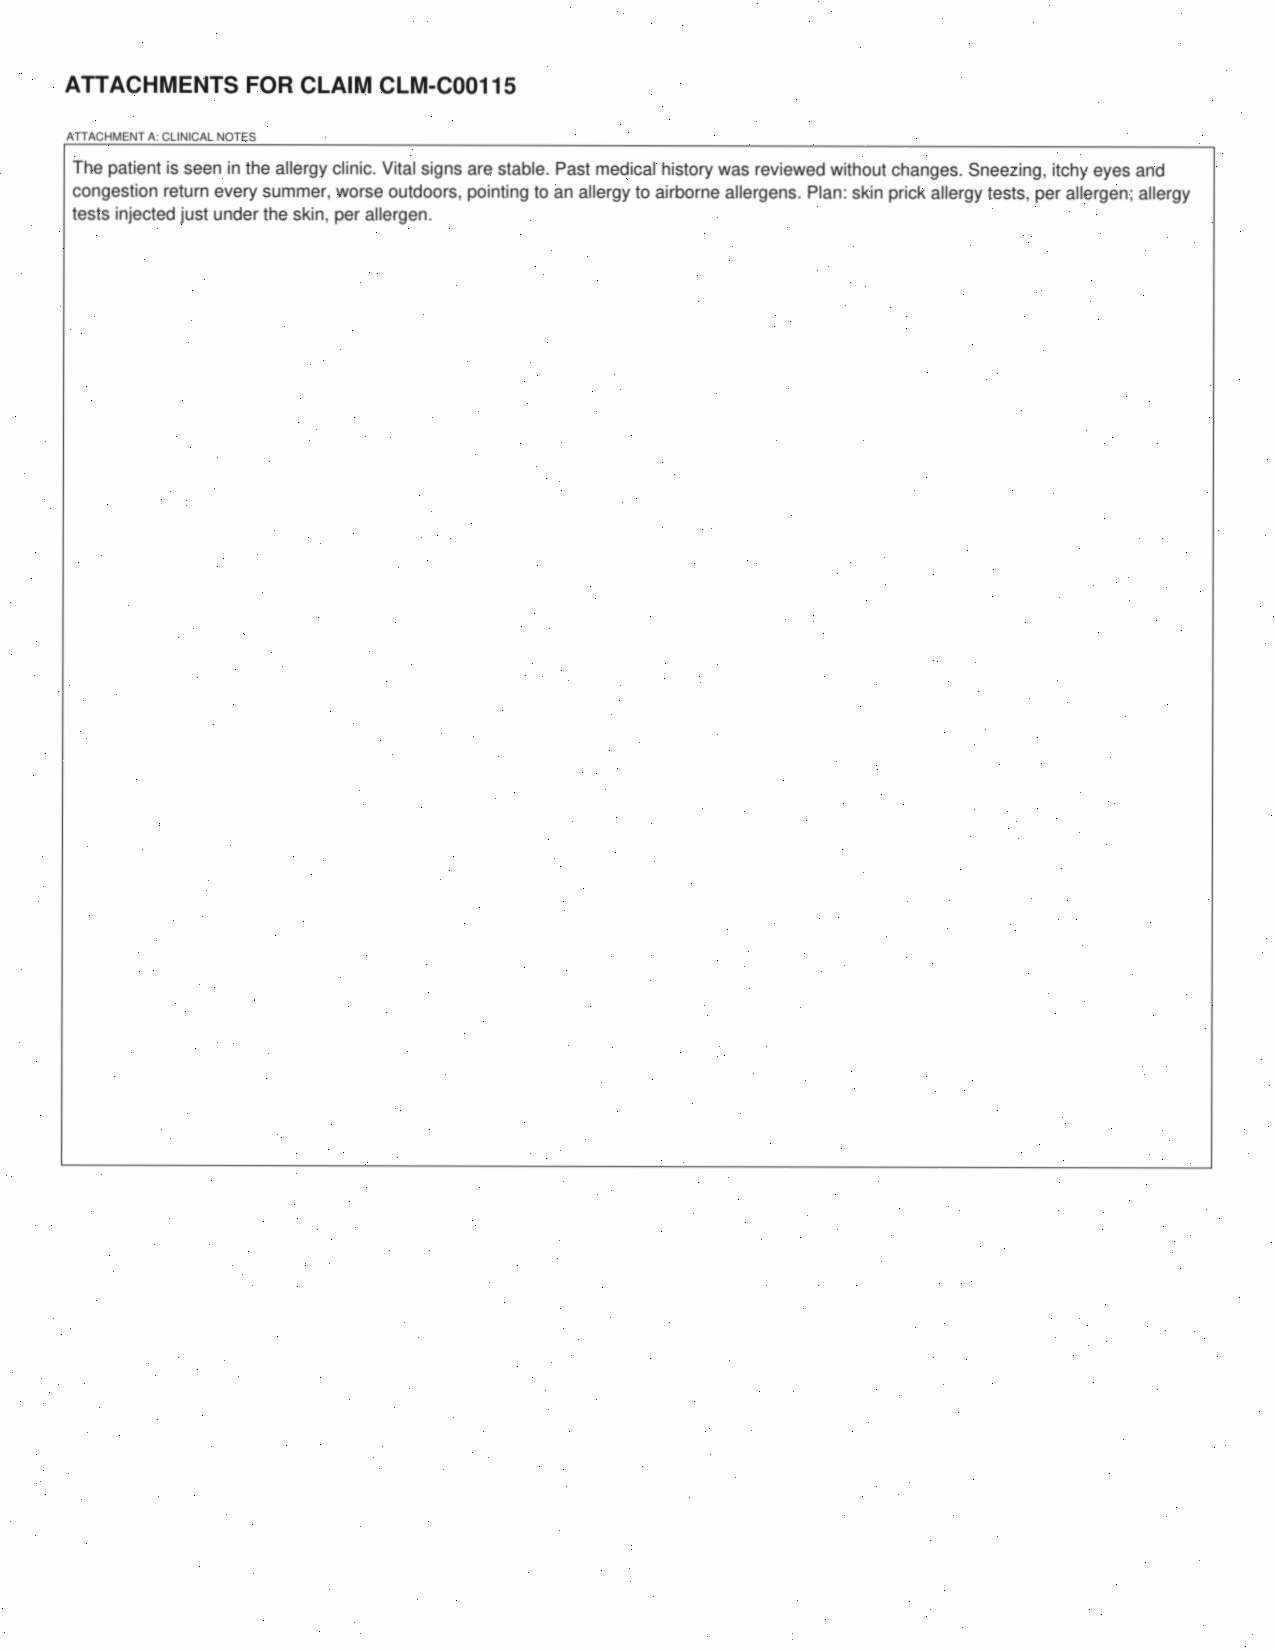 ATTACHMENTS FOR CLAIM CLM-C00115
ATTACHMENT A: CLINICAL NOTES
The patient is seen in the allergy clinic. Vital signs are stable. Past medical history was reviewed without changes. Sneezing, itchy eyes and
congestion return every summer, worse outdoors, pointing to an allergy to airborne allergens. Plan: skin prick allergy tests, per allergen; allergy
tests injected just under the skin, per allergen.